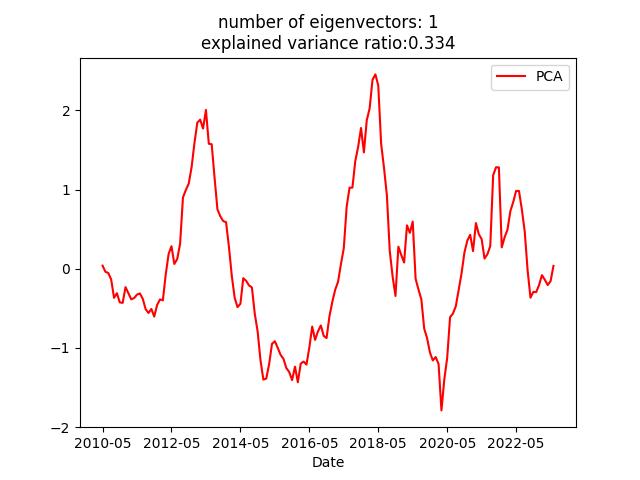 number of eigenvectors: 1
explained variance ratio:0.334
PCA
2
1
0
−1
−2
2010-05 2012-05 2014-05 2016-05 2018-05 2020-05 2022-05
Date